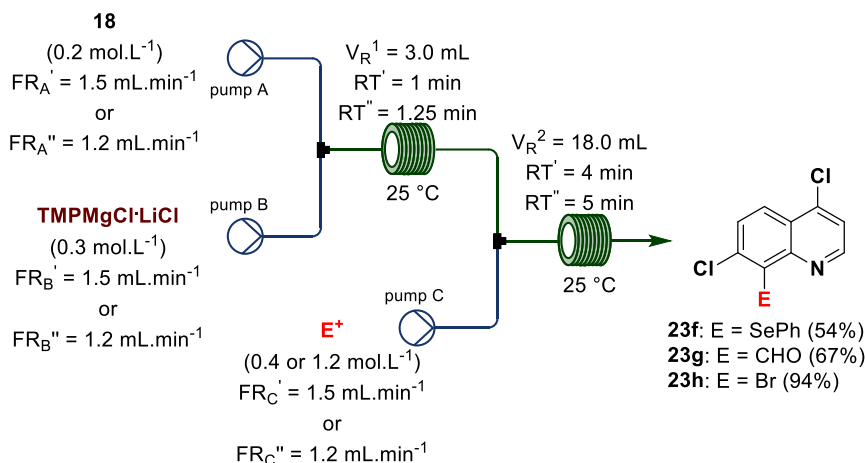 18
(0.2 mol.L⁻¹)
FR_A' = 1.5 mL.min⁻¹
or
FR_A'' = 1.2 mL.min⁻¹
pump A
V_R¹ = 3.0 mL
RT' = 1 min
RT'' = 1.25 min
25 °C
TMPMgCl·LiCl
(0.3 mol.L⁻¹)
FR_B' = 1.5 mL.min⁻¹
or
FR_B'' = 1.2 mL.min⁻¹
pump B
V_R² = 18.0 mL
RT' = 4 min
RT'' = 5 min
25 °C
pump C
E⁺
(0.4 or 1.2 mol.L⁻¹)
FR_C' = 1.5 mL.min⁻¹
or
FR_C'' = 1.2 mL.min⁻¹
Cl
Cl
N
E
23f: E = SePh (54%)
23g: E = CHO (67%)
23h: E = Br (94%)